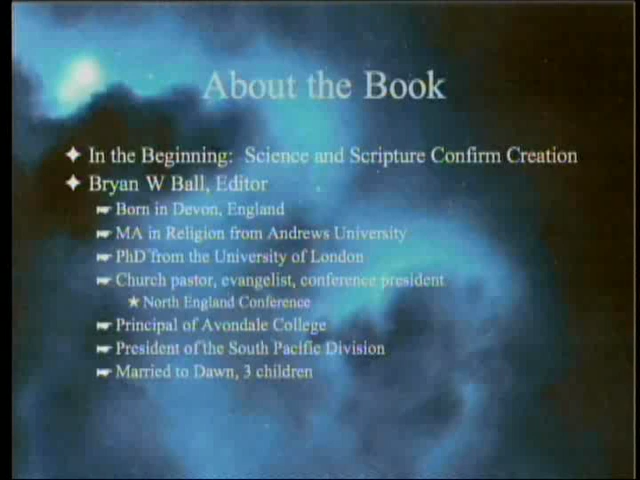 About the Book
In the Beginning: Science and Scripture Confirm Creation
Bryan W Ball, Editor
Born in Devon, England
MA in Religion from Andrews University
PhD from the University of London
Church pastor, evangelist, conference president
North England Conference
Principal of Avondale College
President of the South Pacific Division
Married to Dawn, 3 children